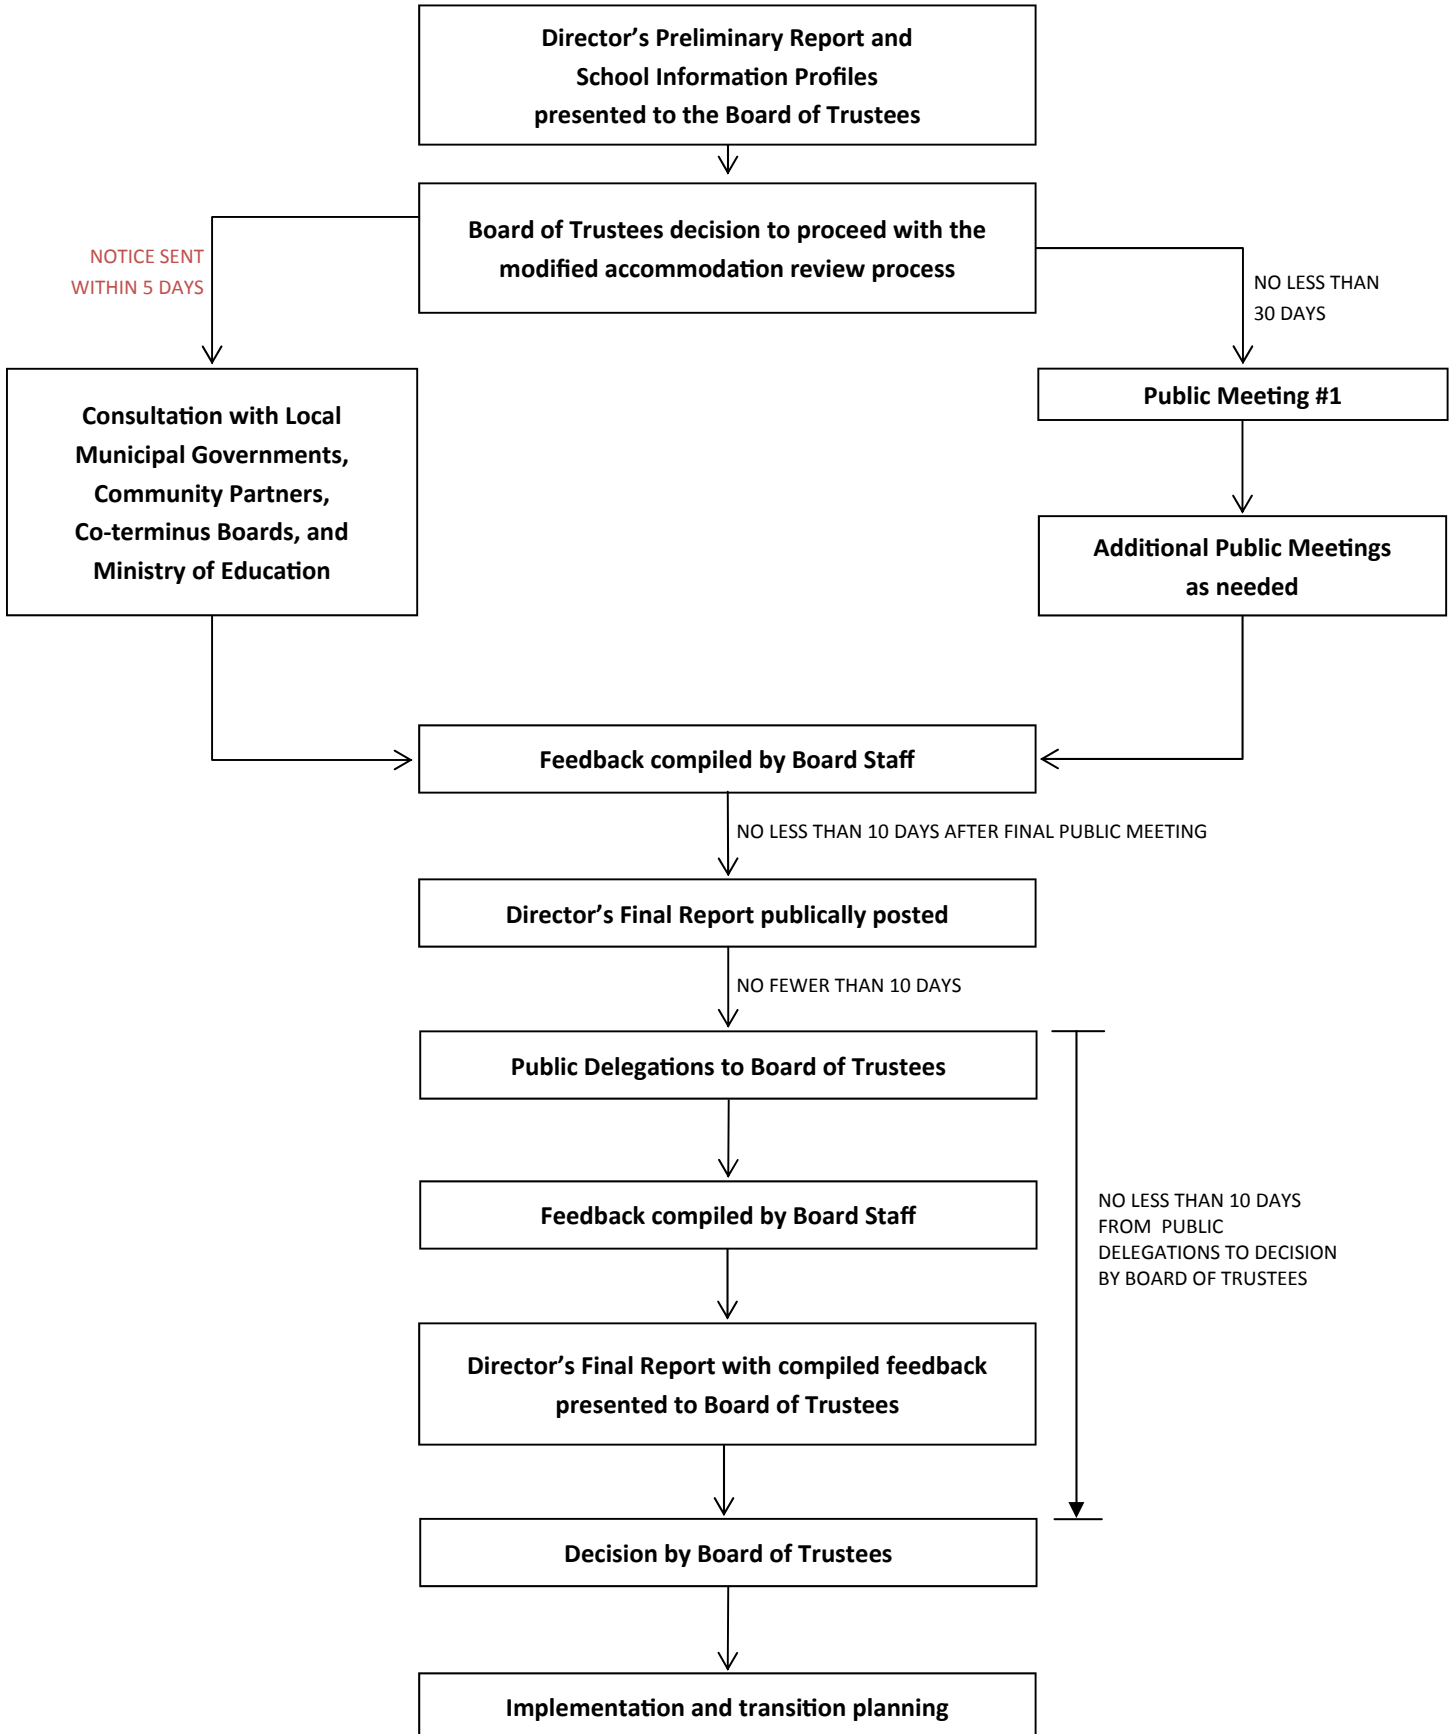 Director’s Preliminary Report and
School Information Profiles
presented to the Board of Trustees
Board of Trustees decision to proceed with the
modified accommodation review process
NOTICE SENT
WITHIN 5 DAYS
NO LESS THAN
30 DAYS
Consultation with Local
Municipal Governments,
Community Partners,
Co-terminus Boards, and
Ministry of Education
Public Meeting #1
Additional Public Meetings
as needed
Feedback compiled by Board Staff
NO LESS THAN 10 DAYS AFTER FINAL PUBLIC MEETING
Director’s Final Report publically posted
NO FEWER THAN 10 DAYS
Public Delegations to Board of Trustees
Feedback compiled by Board Staff
NO LESS THAN 10 DAYS
FROM PUBLIC
DELEGATIONS TO DECISION
BY BOARD OF TRUSTEES
Director’s Final Report with compiled feedback
presented to Board of Trustees
Decision by Board of Trustees
Implementation and transition planning